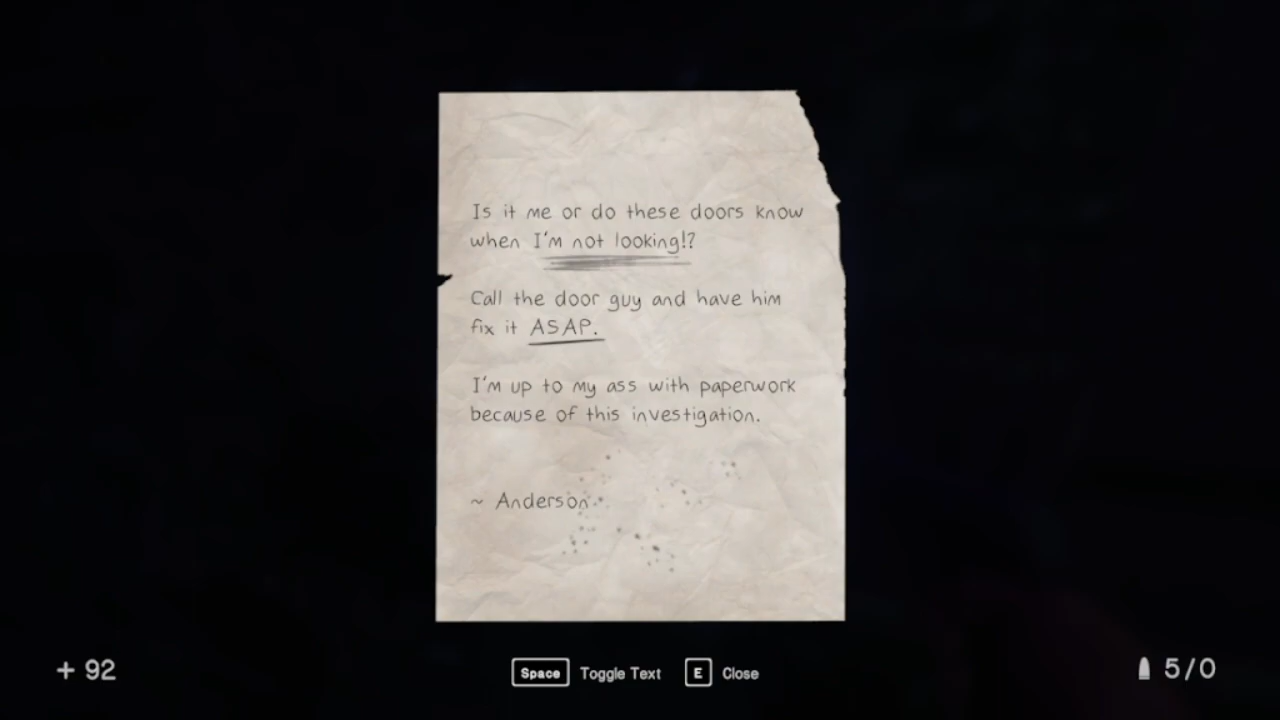 Is it me or do these doors know
when I'm not looking!?
Call the door guy and have him
fix it ASAP.
I'm up to my ass with paperwork
because of this investigation.
~ Anderson
+ 92
Space Toggle Text E Close
5/0